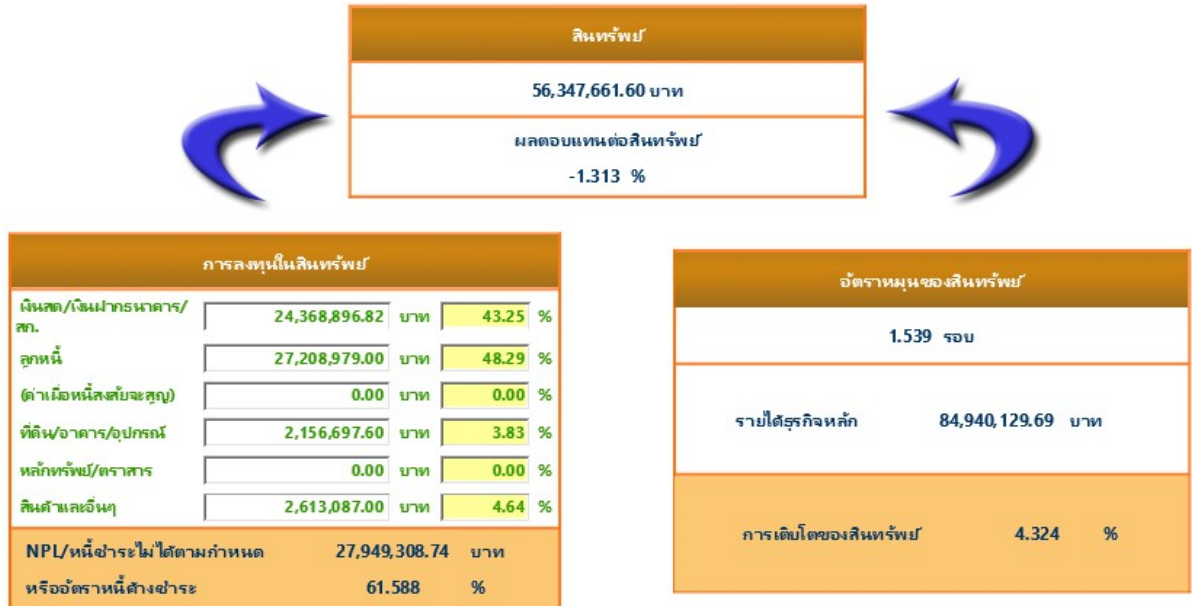 สินทรัพย์
56,347,661.60 บาท
ผลตอบแทนต่อสินทรัพย์
-1.313 %
การลงทุนในสินทรัพย์
เงินสด/เงินฝากธนาคาร/
สก.
24,368,896.82 บาท 43.25 %
ลูกหนี้ 27,208,979.00 บาท 48.29 %
(ค่าเผื่อหนี้สงสัยจะสูญ) 0.00 บาท 0.00 %
ที่ดิน/อาคาร/อุปกรณ์ 2,156,697.60 บาท 3.83 %
หลักทรัพย์/ตราสาร 0.00 บาท 0.00 %
สินค้าและอื่นๆ 2,613,087.00 บาท 4.64 %
NPL/หนี้ชำระไม่ได้ตามกำหนด 27,949,308.74 บาท
หรืออัตราหนี้ค้างชำระ 61.588 %
อัตราหมุนของสินทรัพย์
1.539 รอบ
รายได้ธุรกิจหลัก 84,940,129.69 บาท
การเติบโตของสินทรัพย์ 4.324 %